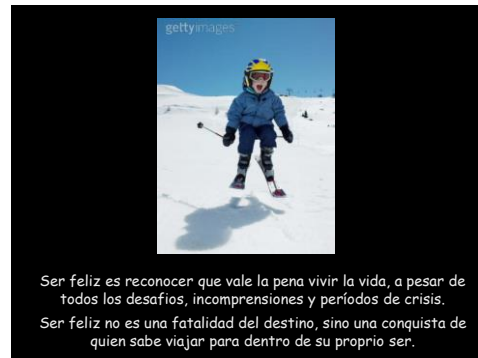 gettyimages
Ser feliz es reconocer que vale la pena vivir la vida, a pesar de
todos los desafios, incomprensiones y períodos de crisis.
Ser feliz no es una fatalidad del destino, sino una conquista de
quien sabe viajar para dentro de su proprio ser.